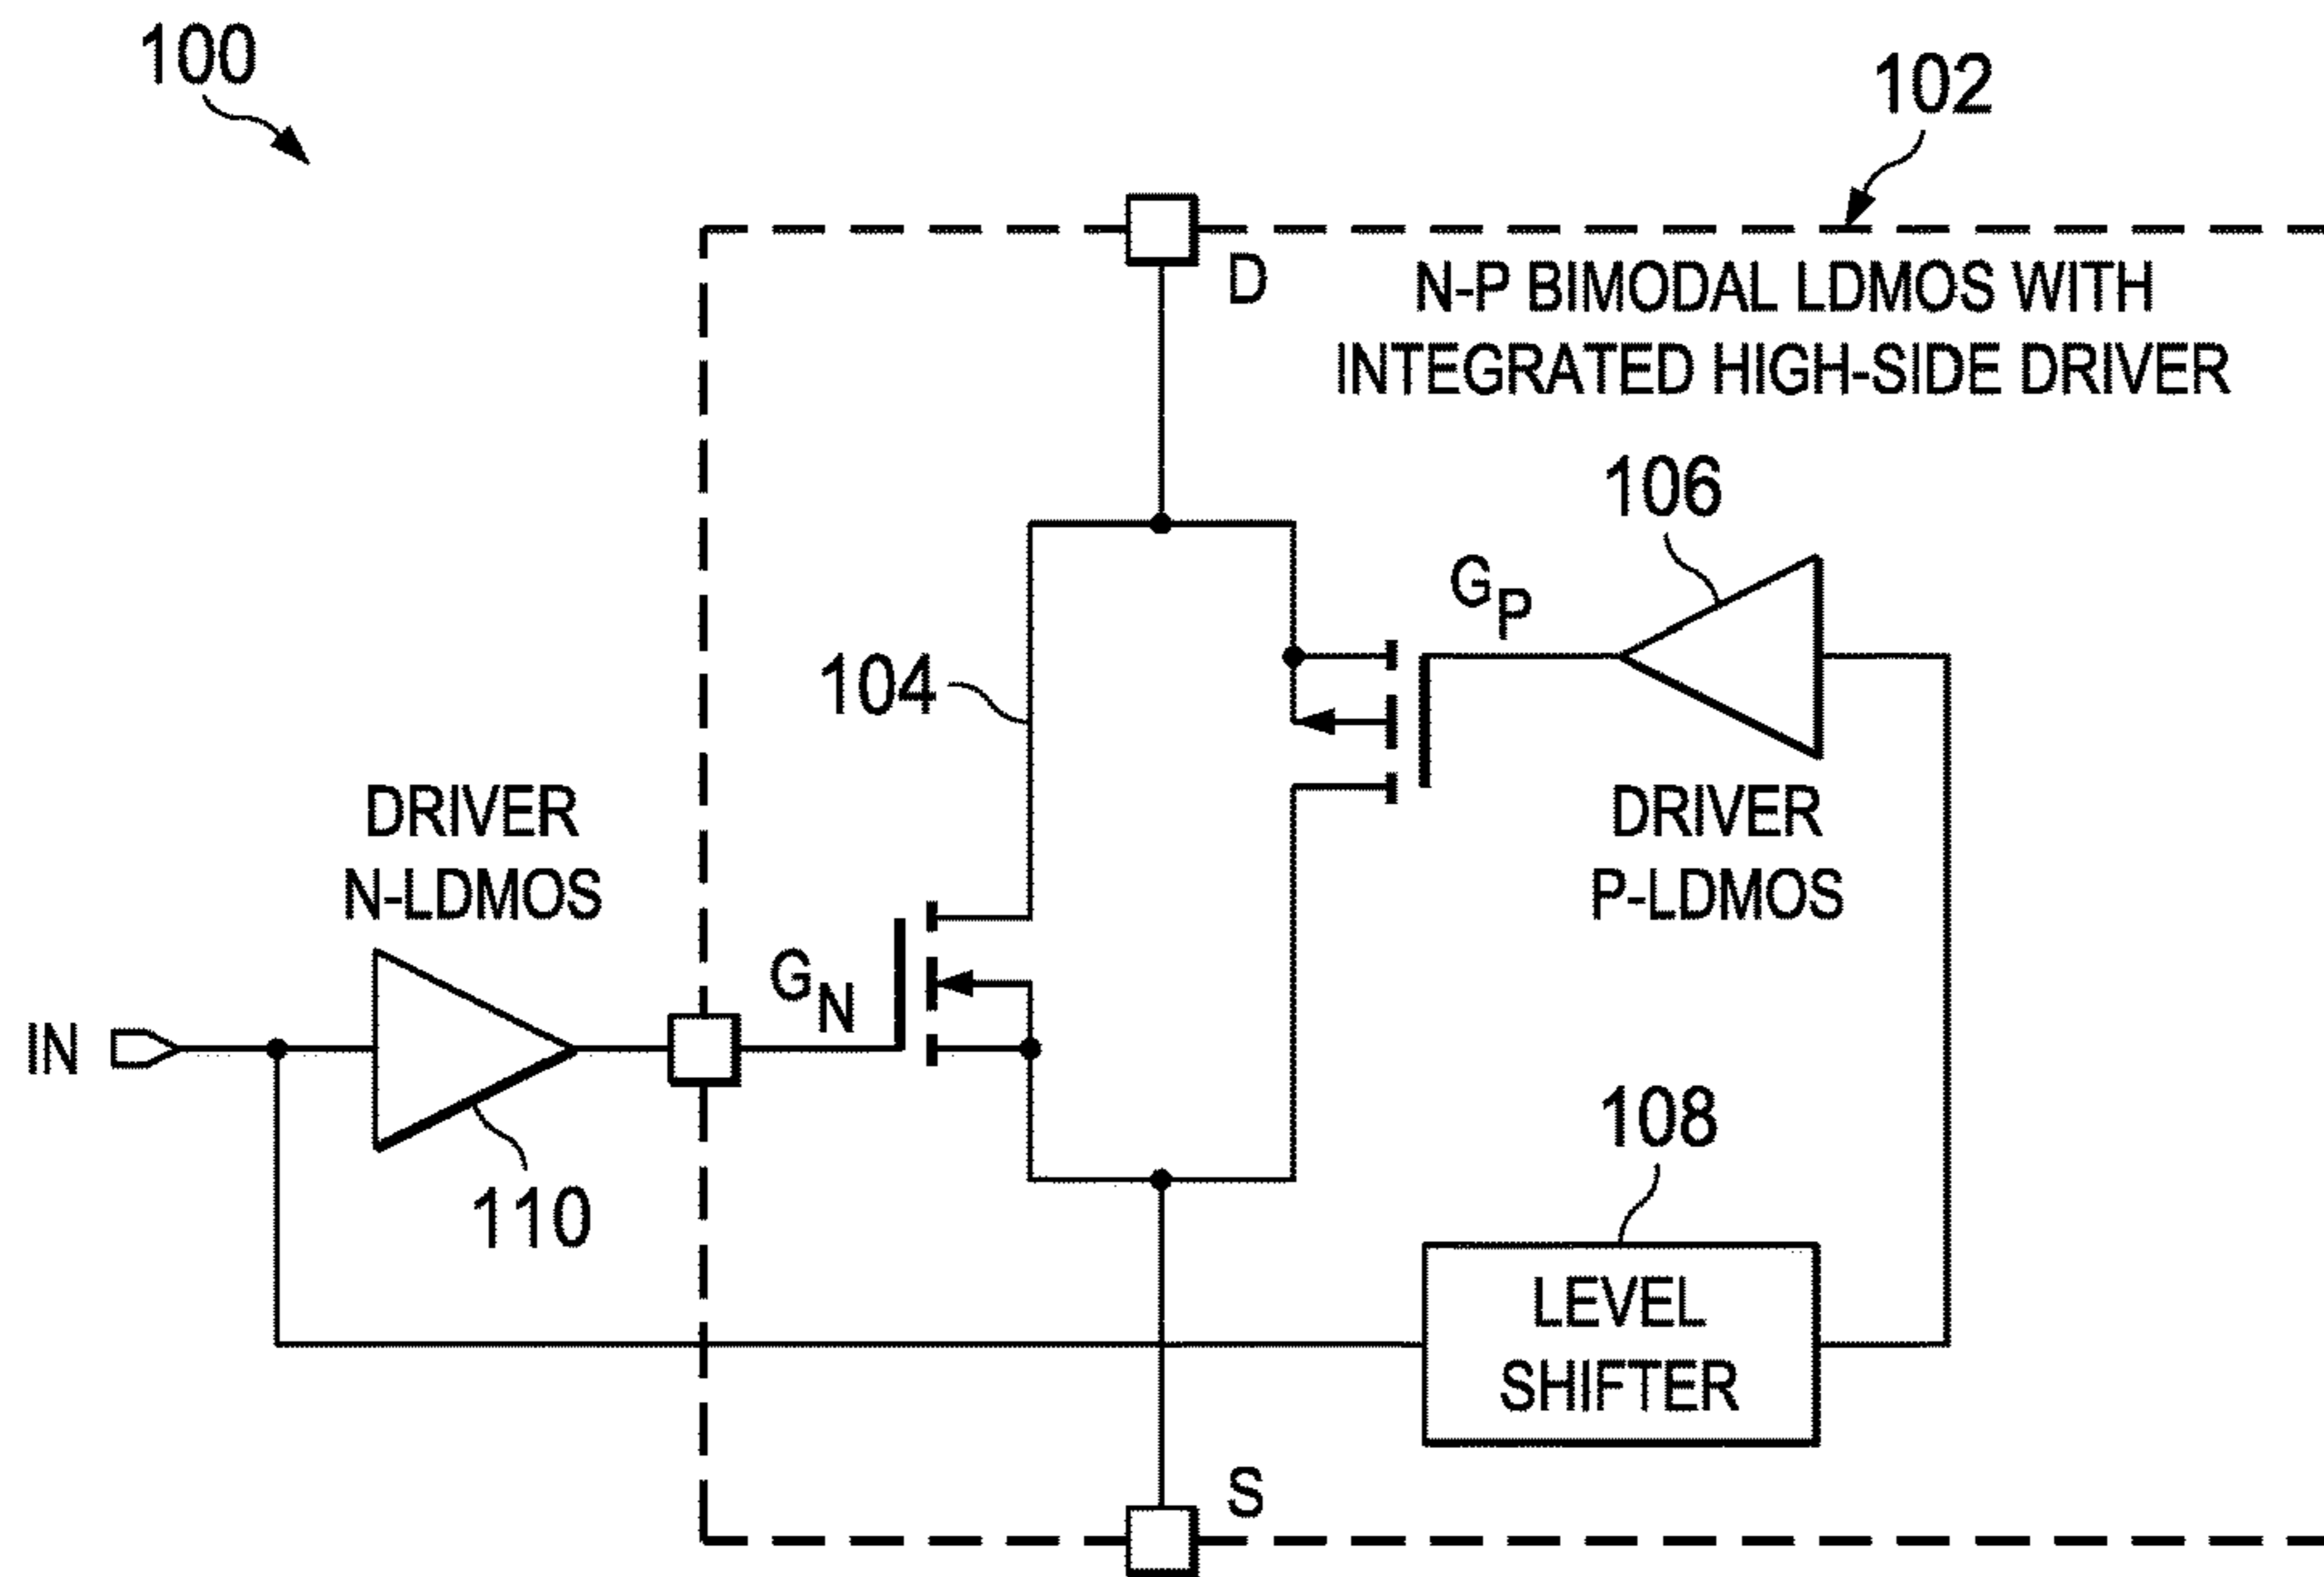 100
102
D
N-P BIMODAL LDMOS WITH
INTEGRATED HIGH-SIDE DRIVER
106
GP
104
DRIVER
N-LDMOS
DRIVER
P-LDMOS
GN
IN
110
108
LEVEL
SHIFTER
S